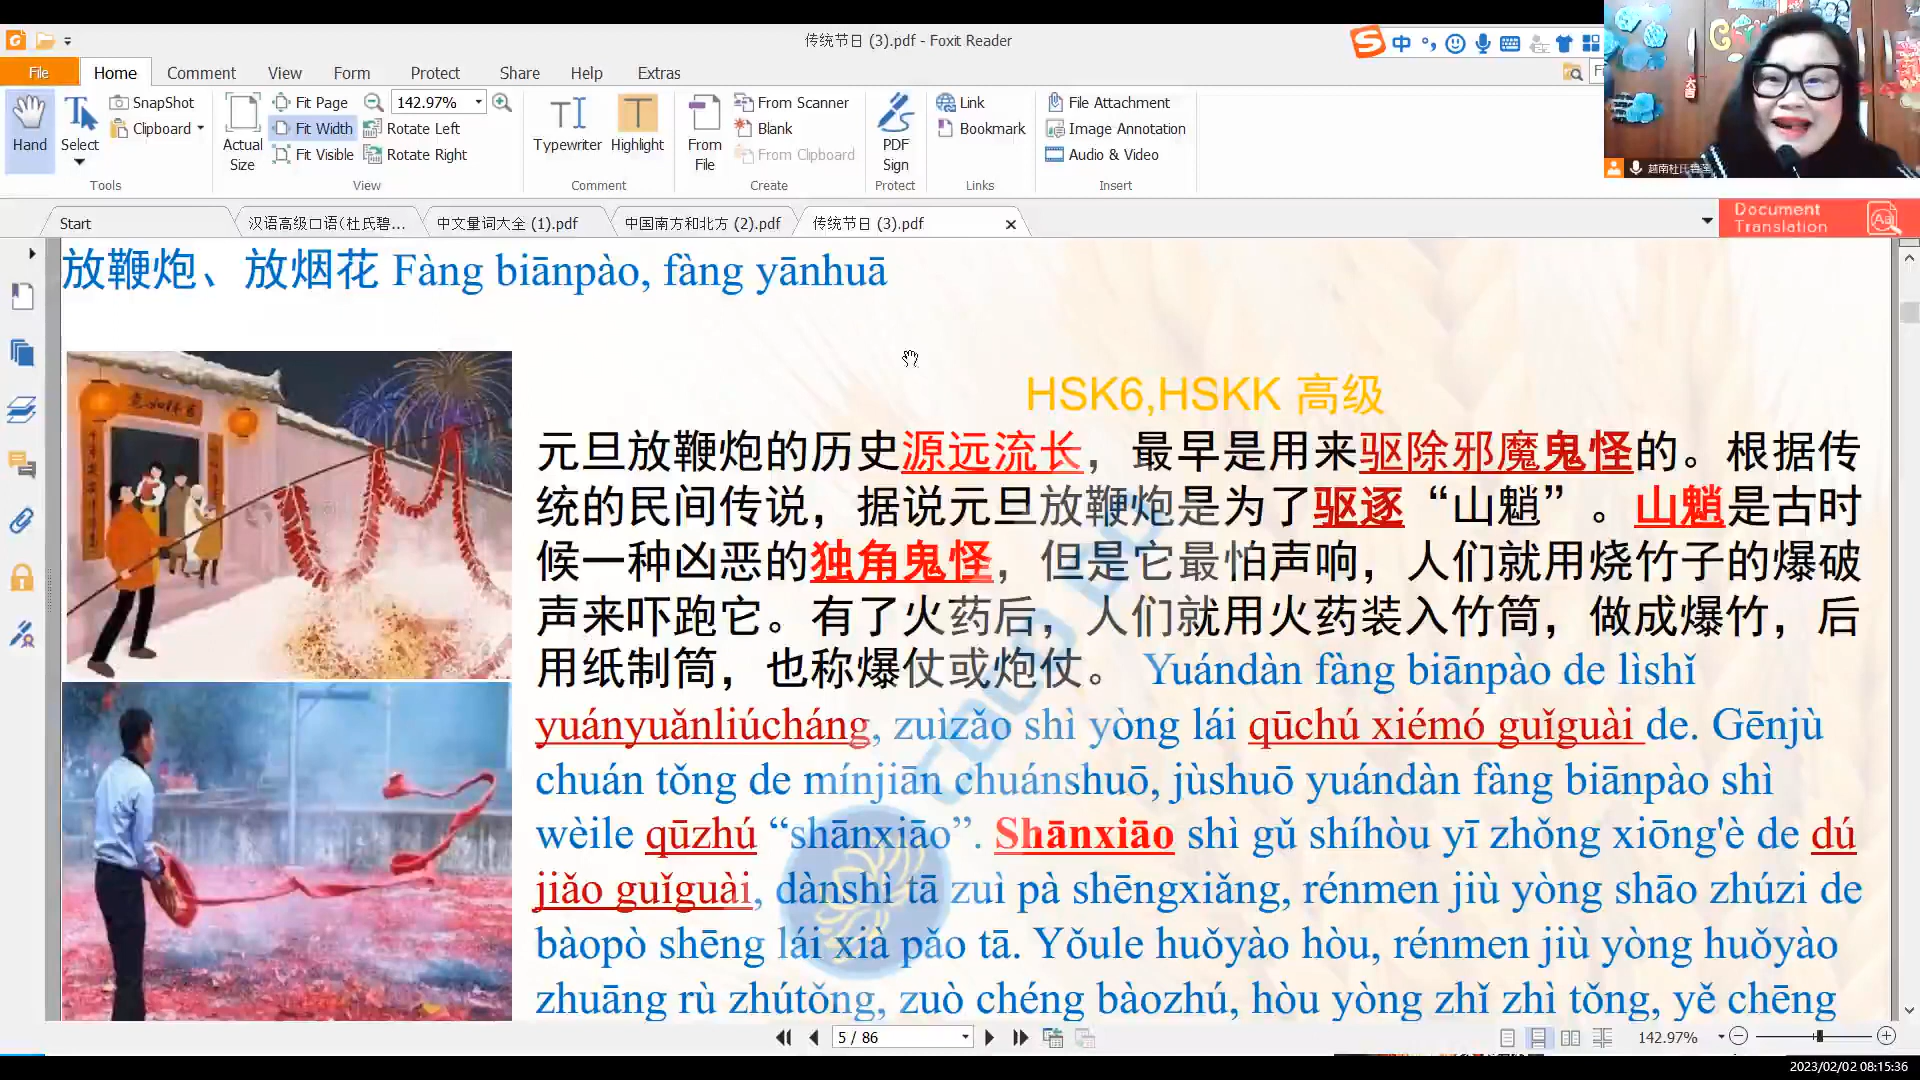 传统节日 (3).pdf - Foxit Reader
中
File Home Comment View Form Protect Share Help Extras
Hand
Select
SnapShot
Clipboard
Actual Size
Fit Page
Fit Width
Fit Visible
142.97%
Rotate Left
Rotate Right
Typewriter
Highlight
From File
From Scanner
Blank
From Clipboard
PDF Sign
Link
Bookmark
File Attachment
Image Annotation
Audio & Video
Tools View Comment Create Protect Links Insert
Start
汉语高级口语(杜氏碧...
中文量词大全 (1).pdf
中国南方和北方 (2).pdf
传统节日 (3).pdf
Document
Translation
放鞭炮、放烟花 Fàng biānpào, fàng yānhuā
HSK6,HSKK 高级
元旦放鞭炮的历史源远流长，最早是用来驱除邪魔鬼怪的。根据传
统的民间传说，据说元旦放鞭炮是为了驱逐“山魈”。山魈是古时
候一种凶恶的独角鬼怪，但是它最怕声响，人们就用烧竹子的爆破
声来吓跑它。有了火药后，人们就用火药装入竹筒，做成爆竹，后
用纸制筒，也称爆仗或炮仗。 Yuándàn fàng biānpào de lìshǐ
yuányuǎnliúcháng, zuìzǎo shì yòng lái qūchú xiémó guǐguài de. Gēnjù
chuán tǒng de mínjiān chuánshuō, jùshuō yuándàn fàng biānpào shì
wèile qūzhú “shānxiāo”. Shānxiāo shì gǔ shíhòu yī zhǒng xiōng'è de dú
jiǎo guǐguài, dànshì tā zuì pà shēngxiǎng, rénmen jiù yòng shāo zhúzi de
bàopò shēng lái xià pǎo tā. Yǒule huǒyào hòu, rénmen jiù yòng huǒyào
zhuāng rù zhútǒng, zuò chéng bàozhú, hòu yòng zhǐ zhì tǒng, yě chēng
5 / 86
142.97%
2023/02/02 08:15:36